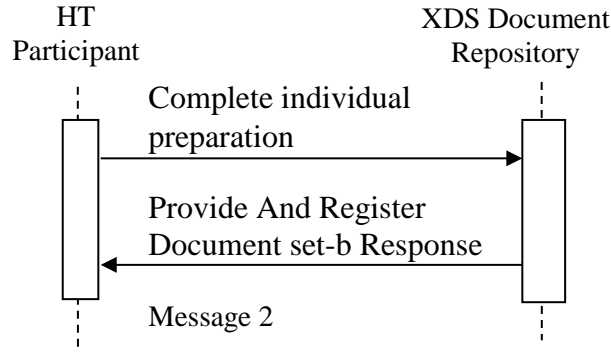 HT
Participant
XDS Document
Repository
Complete individual
preparation
Provide And Register
Document set-b Response
Message 2